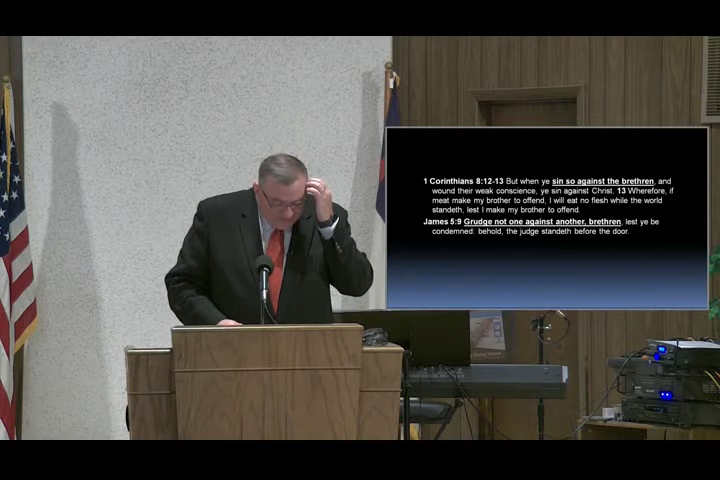 1 Corinthians 8:12-13 But when ye sin so against the brethren, and
wound their weak conscience, ye sin against Christ. 13 Wherefore, if
meat make my brother to offend, I will eat no flesh while the world
standeth, lest I make my brother to offend.
James 5:9 Grudge not one against another, brethren, lest ye be
condemned: behold, the judge standeth before the door.